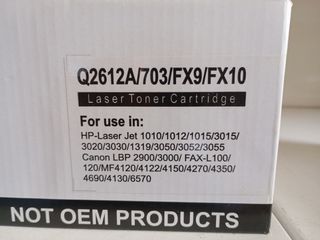 Q2612A/703/FX9/FX10
Laser Toner Cartridge
For use in:
HP-Laser Jet 1010/1012/1015/3015/
3020/3030/1319/3050/3052/3055
Canon LBP 2900/3000/ FAX-L100/
120/MF4120/4122/4150/4270/4350/
4690/4130/6570
NOT OEM PRODUCTS